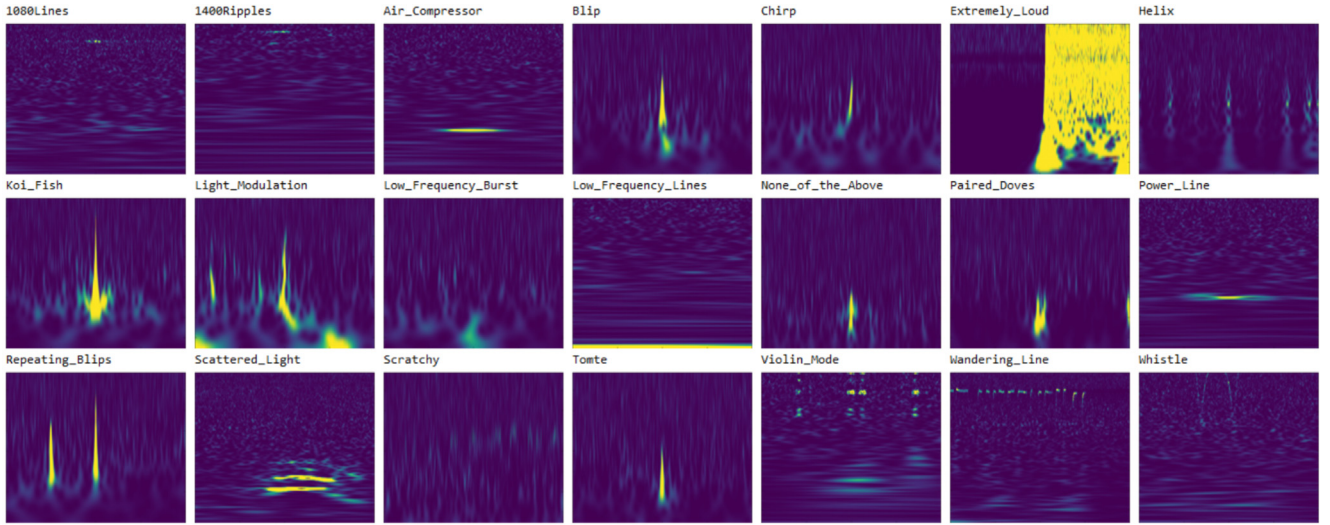 1080Lines
1400Ripples
Air_Compressor
Blip
Chirp
Extremely_Loud
Helix
Koi_Fish
Light_Modulation
Low_Frequency_Burst
Low_Frequency_Lines
None_of_the_Above
Paired_Doves
Power_Line
Repeating_Blips
Scattered_Light
Scratchy
Tomte
Violin_Mode
Wandering_Line
Whistle